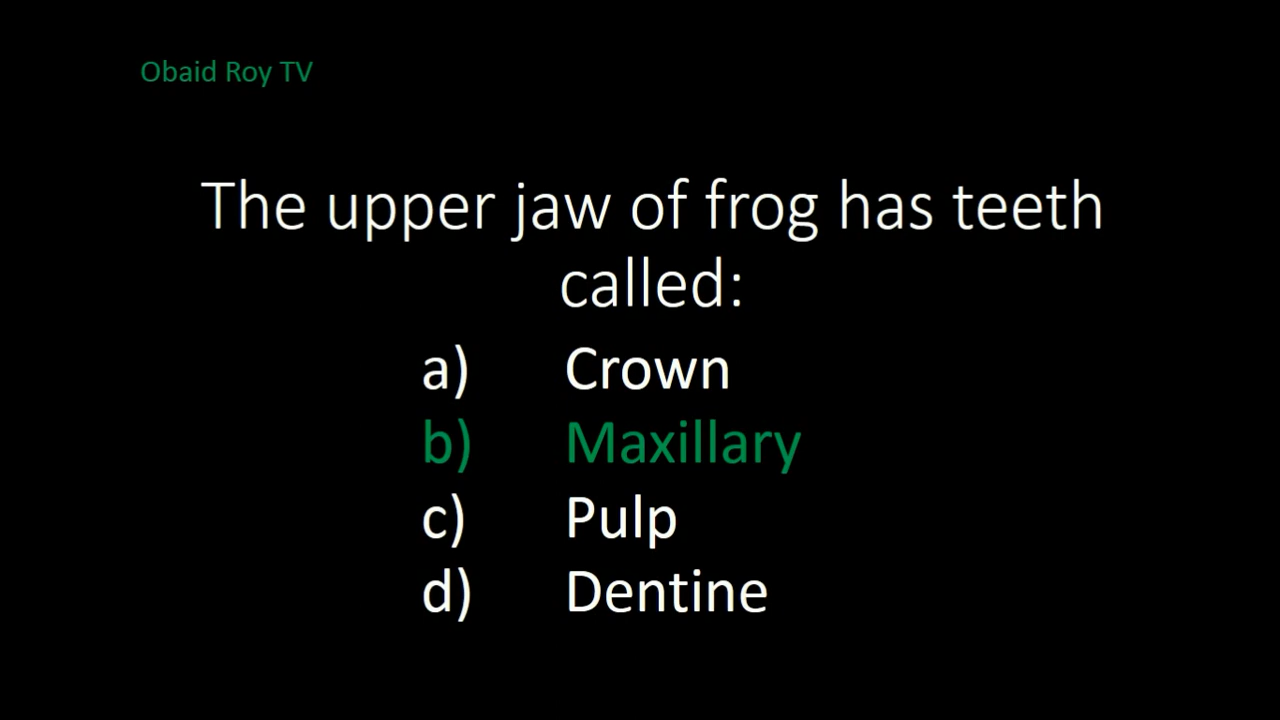 Obaid Roy TV
The upper jaw of frog has teeth
called:
a) Crown
b) Maxillary
c) Pulp
d) Dentine